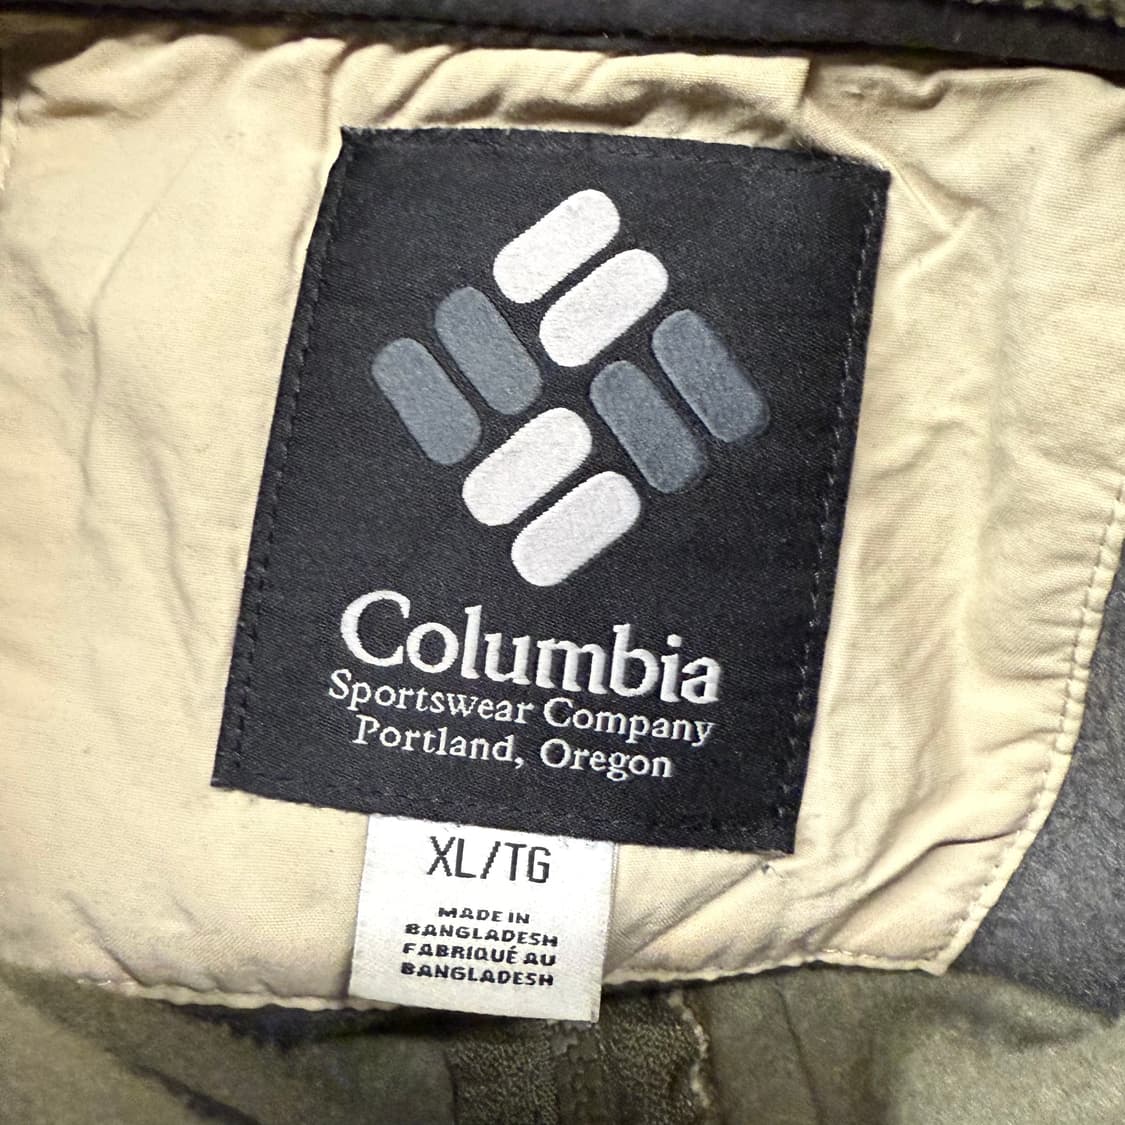 Columbia
Sportswear Company
Portland, Oregon
XL/TG
MADE IN
BANGLADESH
FABRIQUÉ AU
BANGLADESH